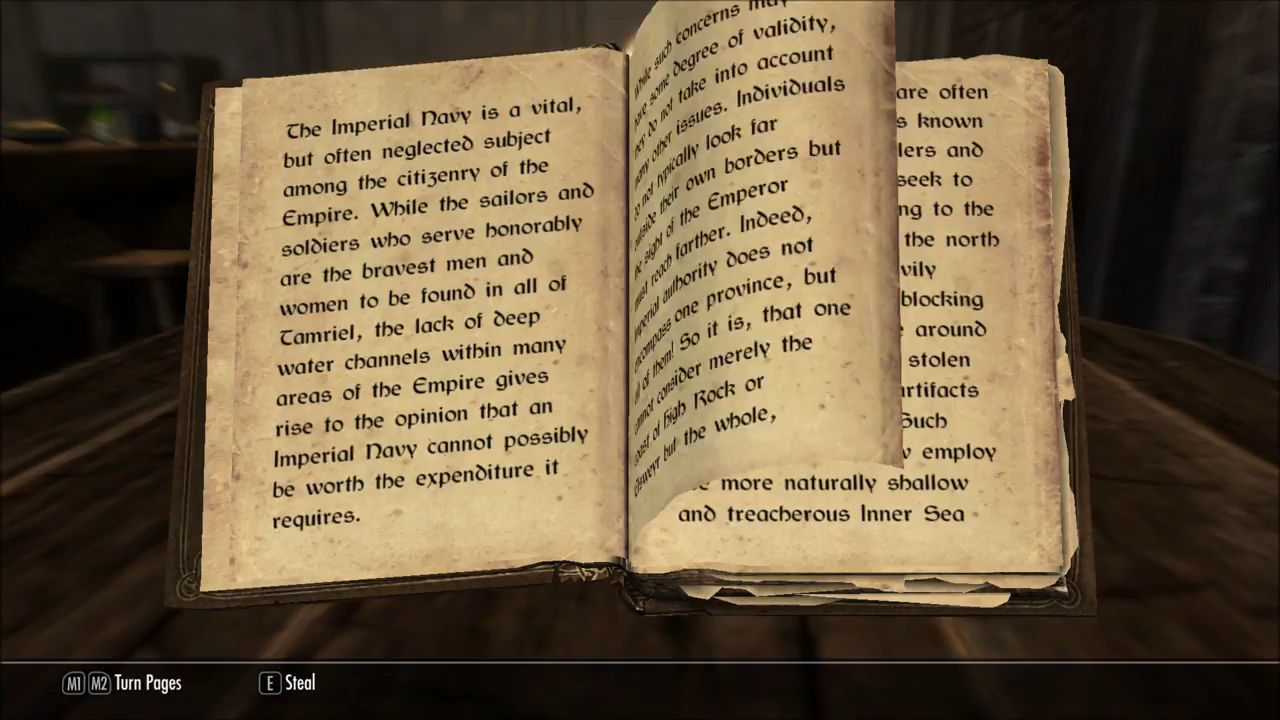 The Imperial Navy is a vital,
but often neglected subject
among the citizenry of the
Empire. While the sailors and
soldiers who serve honorably
are the bravest men and
women to be found in all of
Tamriel, the lack of deep
water channels within many
areas of the Empire gives
rise to the opinion that an
Imperial Navy cannot possibly
be worth the expenditure it
requires.
While such concerns may
have some degree of validity,
they do not take into account
many other issues. Individuals
do not typically look far
outside their own borders but
the sight of the Emperor
must reach farther. Indeed,
Imperial authority does not
encompass one province, but
all of them! So it is, that one
cannot consider merely the
coast of High Rock or
Elsweyr but the whole,
are often
known
and
seek to
to the
the north
blocking
around
stolen
Such
employ
more naturally shallow
and treacherous Inner Sea
M1 M2 Turn Pages
E Steal